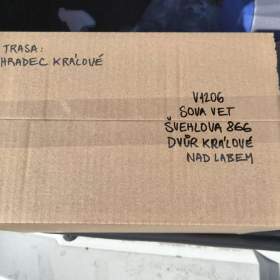 TRASA:
HRADEC KRÁLOVÉ
V1206
SOVA VET
ŠVEHLOVA 866
DVŮR KRÁLOVÉ
NAD LABEM